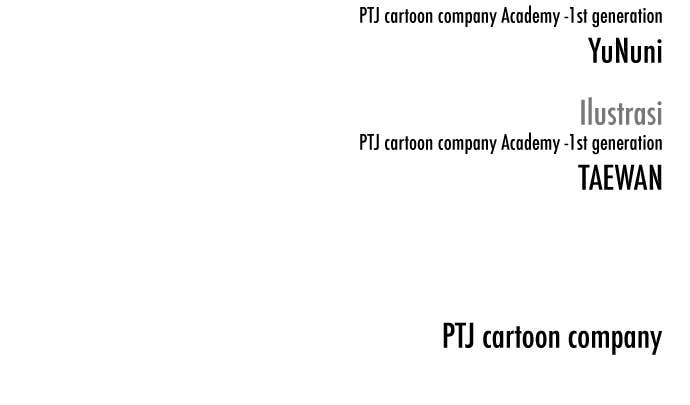 PTJ cartoon company Academy -1st generation
YuNuni
Ilustrasi
PTJ cartoon company Academy -1st generation
TAEWAN
PTJ cartoon company